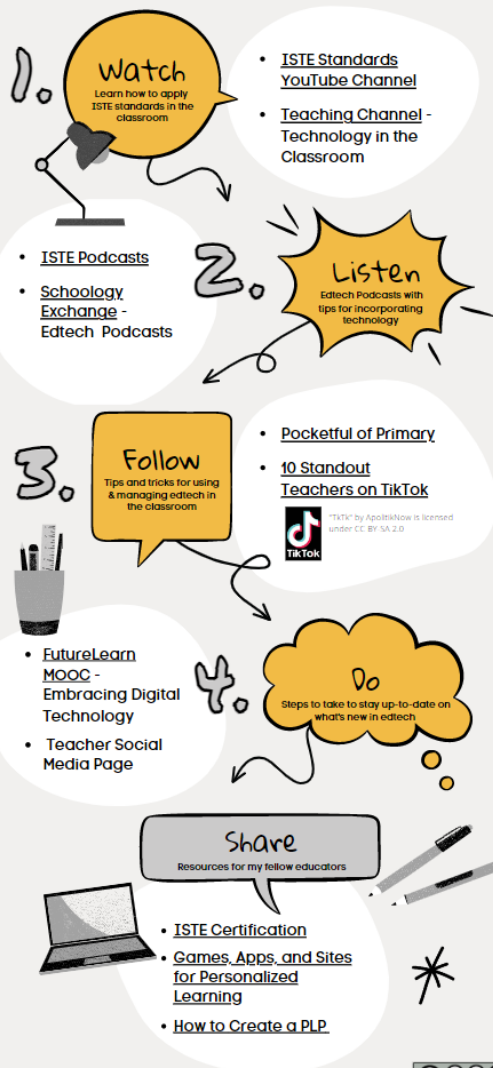 1.
Watch
Learn how to apply
ISTE standards in the
classroom
• ISTE Standards
YouTube Channel
• Teaching Channel -
Technology in the
Classroom
• ISTE Podcasts
• Schoology
Exchange -
Edtech Podcasts
2.
Listen
Edtech Podcasts with
tips for incorporating
technology
3.
Follow
Tips and tricks for using
& managing edtech in
the classroom
• Pocketful of Primary
• 10 Standout
Teachers on TikTok
TikTok
"TkTk" by ApolitikNow is licensed
under CC BY SA 2.0
• FutureLearn
MOOC -
Embracing Digital
Technology
• Teacher Social
Media Page
4.
Do
Steps to take to stay up-to-date on
what's new in edtech
Share
Resources for my fellow educators
• ISTE Certification
• Games, Apps, and Sites
for Personalized
Learning
• How to Create a PLP